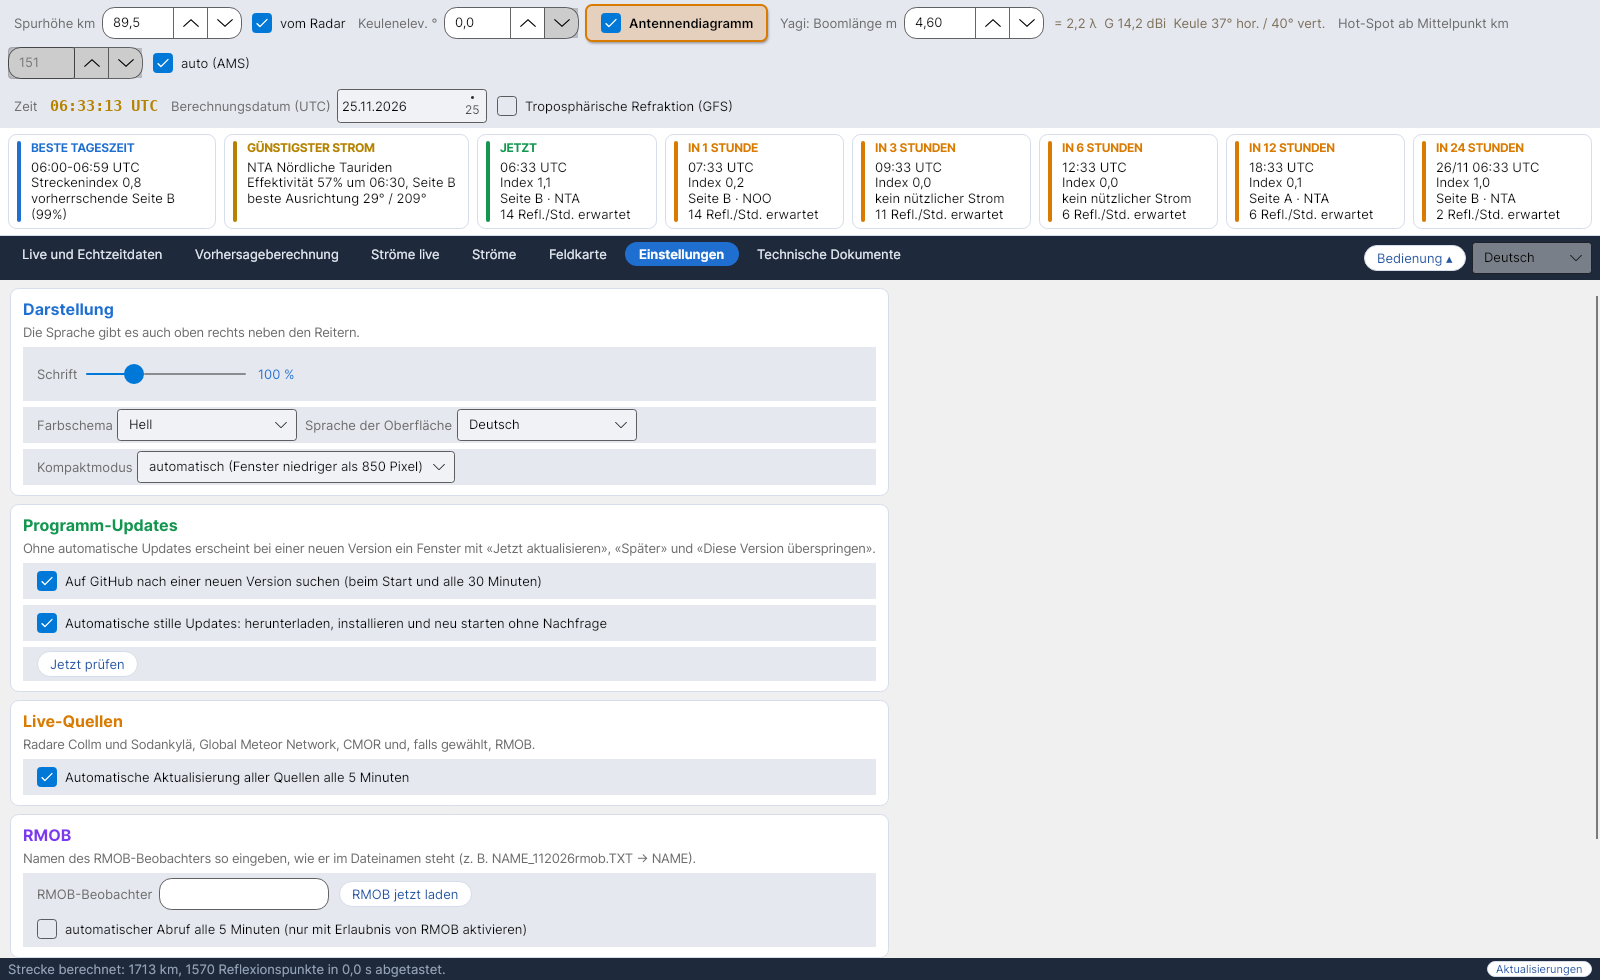 Spurhöhe km 89,5 vom Radar Keulenelev. ° 0,0 Antennendiagramm Yagi: Boomlänge m 4,60 = 2,2 λ G 14,2 dBi Keule 37° hor. / 40° vert. Hot-Spot ab Mittelpunkt km
151 auto (AMS)
Zeit 06:33:13 UTC Berechnungsdatum (UTC) 25.11.2026 25 Troposphärische Refraktion (GFS)
BESTE TAGESZEIT
06:00-06:59 UTC
Streckenindex 0,8
vorherrschende Seite B
(99%)
GÜNSTIGSTER STROM
NTA Nördliche Tauriden
Effektivität 57% um 06:30, Seite B
beste Ausrichtung 29° / 209°
JETZT
06:33 UTC
Index 1,1
Seite B · NTA
14 Refl./Std. erwartet
IN 1 STUNDE
07:33 UTC
Index 0,2
Seite B · NOO
14 Refl./Std. erwartet
IN 3 STUNDEN
09:33 UTC
Index 0,0
kein nützlicher Strom
11 Refl./Std. erwartet
IN 6 STUNDEN
12:33 UTC
Index 0,0
kein nützlicher Strom
6 Refl./Std. erwartet
IN 12 STUNDEN
18:33 UTC
Index 0,1
Seite A · NTA
6 Refl./Std. erwartet
IN 24 STUNDEN
26/11 06:33 UTC
Index 1,0
Seite B · NTA
2 Refl./Std. erwartet
Live und Echtzeitdaten Vorhersageberechnung Ströme live Ströme Feldkarte Einstellungen Technische Dokumente Bedienung ▴ Deutsch
Darstellung
Die Sprache gibt es auch oben rechts neben den Reitern.
Schrift 100 %
Farbschema Hell Sprache der Oberfläche Deutsch
Kompaktmodus automatisch (Fenster niedriger als 850 Pixel)
Programm-Updates
Ohne automatische Updates erscheint bei einer neuen Version ein Fenster mit «Jetzt aktualisieren», «Später» und «Diese Version überspringen».
Auf GitHub nach einer neuen Version suchen (beim Start und alle 30 Minuten)
Automatische stille Updates: herunterladen, installieren und neu starten ohne Nachfrage
Jetzt prüfen
Live-Quellen
Radare Collm und Sodankylä, Global Meteor Network, CMOR und, falls gewählt, RMOB.
Automatische Aktualisierung aller Quellen alle 5 Minuten
RMOB
Namen des RMOB-Beobachters so eingeben, wie er im Dateinamen steht (z. B. NAME_112026rmob.TXT → NAME).
RMOB-Beobachter RMOB jetzt laden
automatischer Abruf alle 5 Minuten (nur mit Erlaubnis von RMOB aktivieren)
Strecke berechnet: 1713 km, 1570 Reflexionspunkte in 0,0 s abgetastet. Aktualisierungen